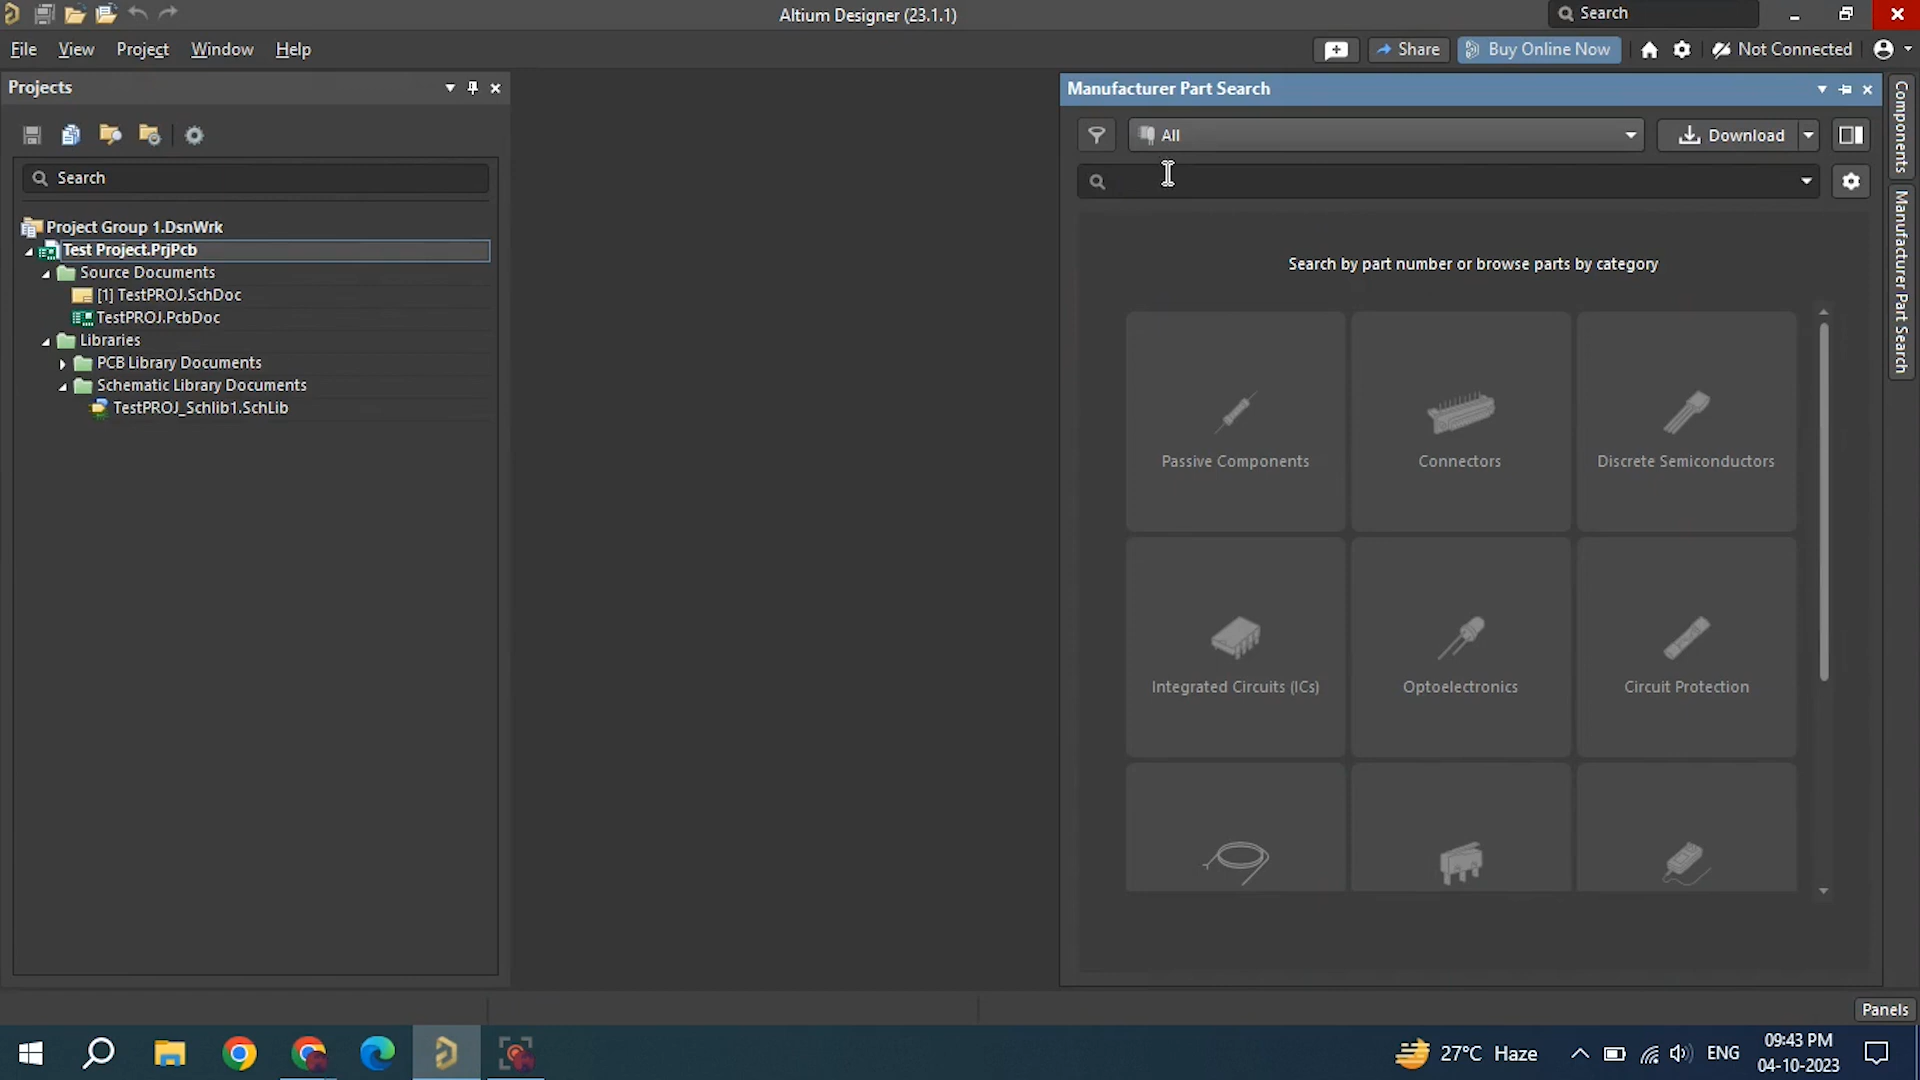 Altium Designer (23.1.1)
Search
File View Project Window Help
Share
Buy Online Now
Not Connected
Projects
Search
Project Group 1.DsnWrk
Test Project.PrjPcb
Source Documents
[1] TestPROJ.SchDoc
TestPROJ.PcbDoc
Libraries
PCB Library Documents
Schematic Library Documents
TestPROJ_Schlib1.SchLib
Manufacturer Part Search
All
Download
Search by part number or browse parts by category
Passive Components
Connectors
Discrete Semiconductors
Integrated Circuits (ICs)
Optoelectronics
Circuit Protection
Components
Manufacturer Part Search
Panels
27°C Haze
ENG
09:43 PM
04-10-2023